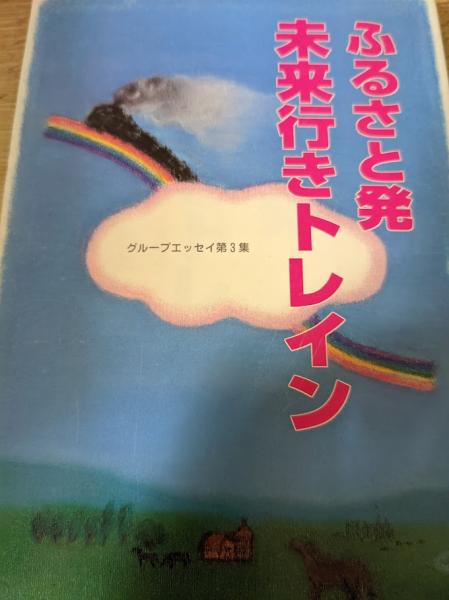 ふるさと発
未来行きトレイン
グループエッセイ第3集